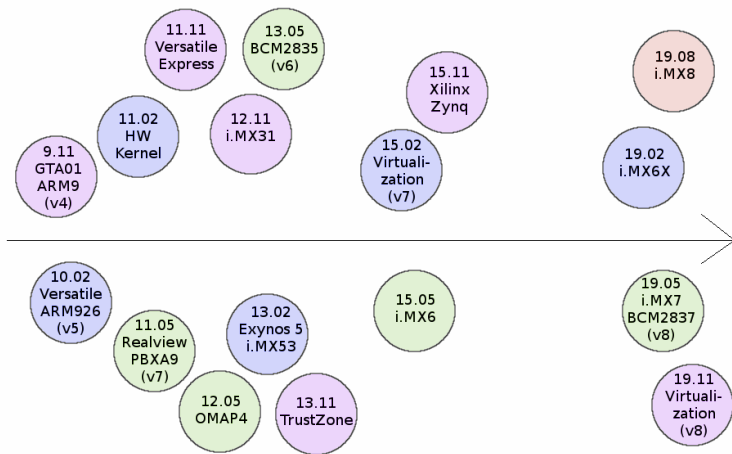 11.11
Versatile
Express
13.05
BCM2835
(v6)
19.08
i.MX8
15.11
Xilinx
Zynq
11.02
HW
Kernel
12.11
i.MX31
9.11
GTA01
ARM9
(v4)
15.02
Virtuali-
zation
(v7)
19.02
i.MX6X
10.02
Versatile
ARM926
(v5)
11.05
Realview
PBXA9
(v7)
13.02
Exynos 5
i.MX53
15.05
i.MX6
19.05
i.MX7
BCM2837
(v8)
12.05
OMAP4
13.11
TrustZone
19.11
Virtuali-
zation
(v8)